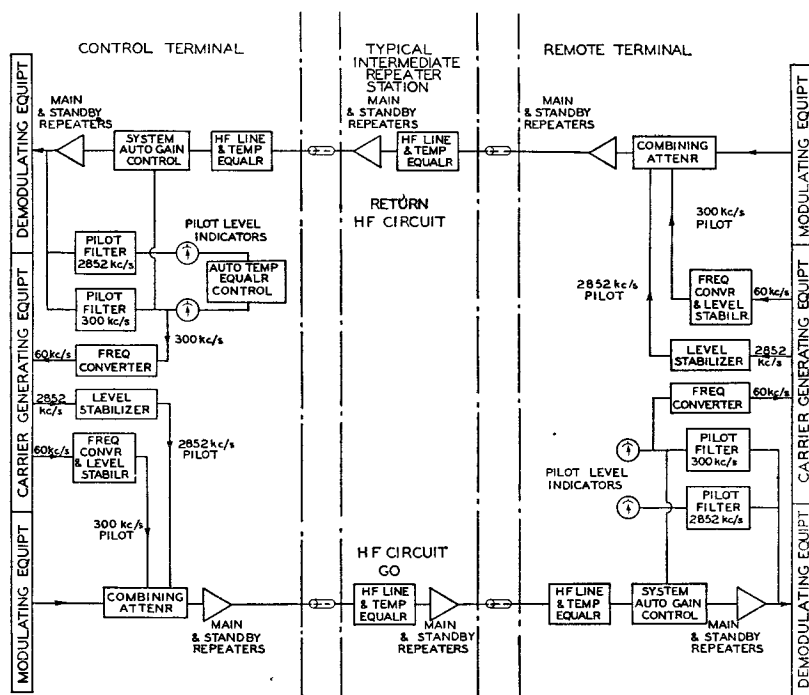 CONTROL TERMINAL
TYPICAL
INTERMEDIATE
REPEATER
STATION
REMOTE TERMINAL
DEMODULATING EQUIPT
CARRIER GENERATING EQUIPT
MODULATING EQUIPT
MAIN
& STANDBY
REPEATERS
SYSTEM
AUTO GAIN
CONTROL
HF LINE
& TEMP
EQUALR
MAIN
& STANDBY
REPEATERS
HF LINE
& TEMP
EQUALR
MAIN
& STANDBY
REPEATERS
COMBINING
ATTENR
MODULATING EQUIPT
CARRIER GENERATING EQUIPT
DEMODULATING EQUIPT
RETURN
HF CIRCUIT
PILOT
FILTER
2852 kc/s
PILOT LEVEL
INDICATORS
AUTO TEMP
EQUALR
CONTROL
PILOT
FILTER
300 kc/s
300 kc/s
60kc/s
FREQ
CONVERTER
2852
kc/s
LEVEL
STABILIZER
2852 kc/s
PILOT
60kc/s
FREQ
CONVR
& LEVEL
STABILR
300 kc/s
PILOT
300 kc/s
PILOT
2852 kc/s
PILOT
FREQ
CONVR
& LEVEL
STABILR
60kc/s
LEVEL
STABILIZER
2852
kc/s
FREQ
CONVERTER
60kc/s
PILOT LEVEL
INDICATORS
PILOT
FILTER
300 kc/s
PILOT
FILTER
2852 kc/s
HF CIRCUIT
GO
COMBINING
ATTENR
MAIN
& STANDBY
REPEATERS
HF LINE
& TEMP
EQUALR
MAIN
& STANDBY
REPEATERS
HF LINE
& TEMP
EQUALR
SYSTEM
AUTO GAIN
CONTROL
MAIN
& STANDBY
REPEATERS